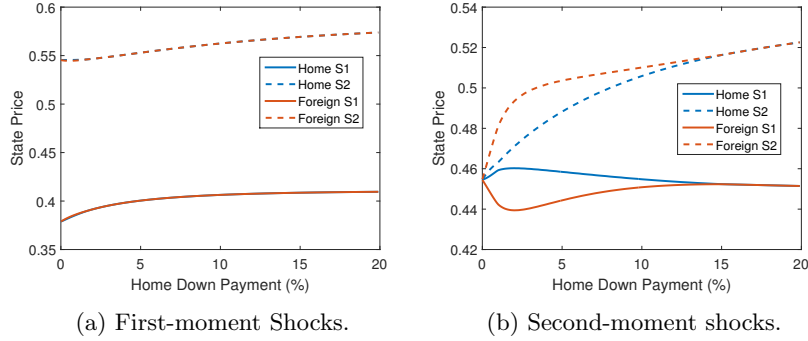 0.6
0.55
0.5
0.45
0.4
0.35
State Price
Home S1
Home S2
Foreign S1
Foreign S2
0 5 10 15 20
Home Down Payment (%)
(a) First-moment Shocks.
0.54
0.52
0.5
0.48
0.46
0.44
0.42
State Price
Home S1
Home S2
Foreign S1
Foreign S2
0 5 10 15 20
Home Down Payment (%)
(b) Second-moment shocks.